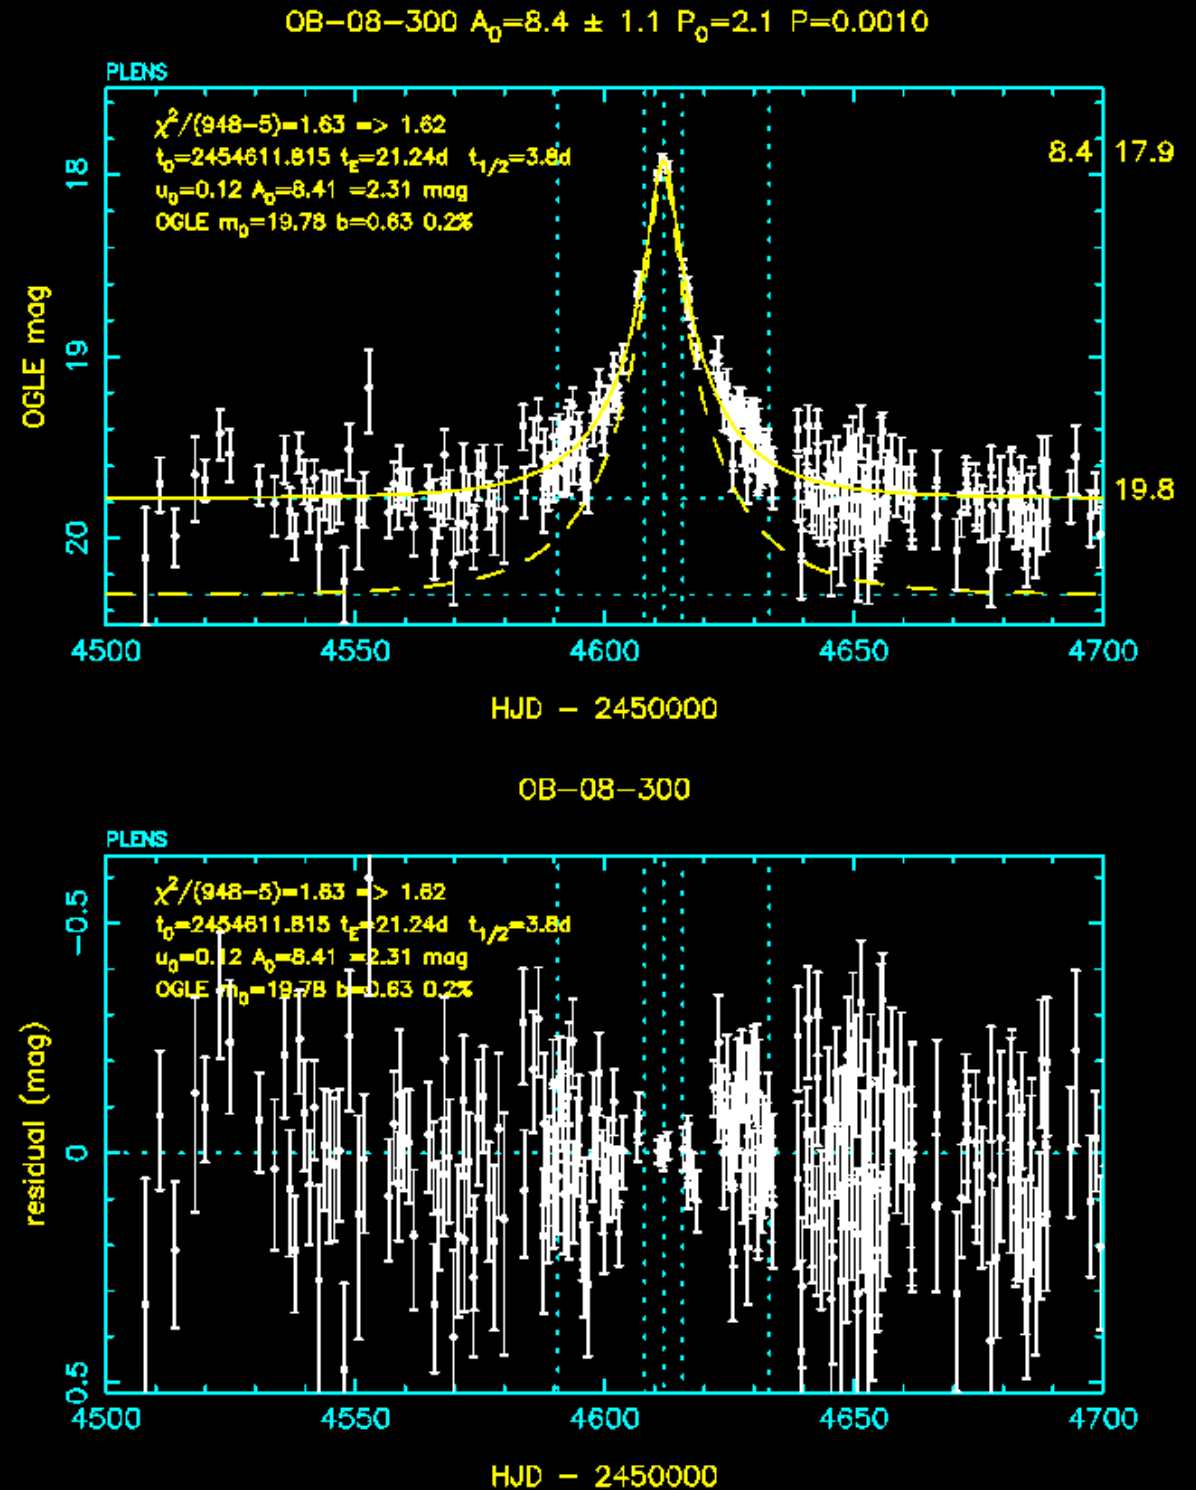 OB-08-300 A0=8.4 ± 1.1 P0=2.1 P=0.0010
PLENS
χ2/(948-5)=1.63 => 1.62
t0=2454611.815 tE=21.24d t1/2=3.8d
u0=0.12 A0=8.41 =2.31 mag
OGLE m0=19.78 b=0.63 0.2%
8.4 17.9
19.8
OGLE mag
18
19
20
4500 4550 4600 4650 4700
HJD - 2450000
OB-08-300
PLENS
χ2/(948-5)=1.63 => 1.62
t0=2454611.815 tE=21.24d t1/2=3.8d
u0=0.12 A0=8.41 =2.31 mag
OGLE m0=19.78 b=0.63 0.2%
residual (mag)
-0.5
0
0.5
4500 4550 4600 4650 4700
HJD - 2450000